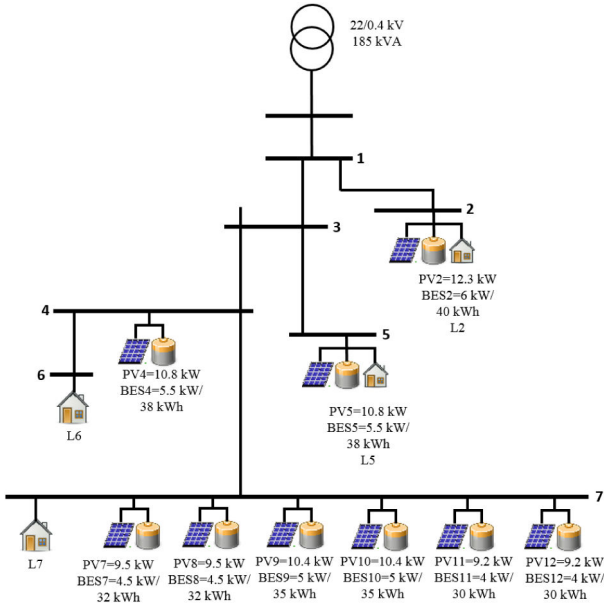 22/0.4 kV
185 kVA
1
2
3
PV2=12.3 kW
BES2=6 kW/
40 kWh
L2
4
5
6
PV4=10.8 kW
BES4=5.5 kW/
38 kWh
L6
PV5=10.8 kW
BES5=5.5 kW/
38 kWh
L5
7
L7
PV7=9.5 kW
BES7=4.5 kW/
32 kWh
PV8=9.5 kW
BES8=4.5 kW/
32 kWh
PV9=10.4 kW
BES9=5 kW/
35 kWh
PV10=10.4 kW
BES10=5 kW/
35 kWh
PV11=9.2 kW
BES11=4 kW/
30 kWh
PV12=9.2 kW
BES12=4 kW/
30 kWh